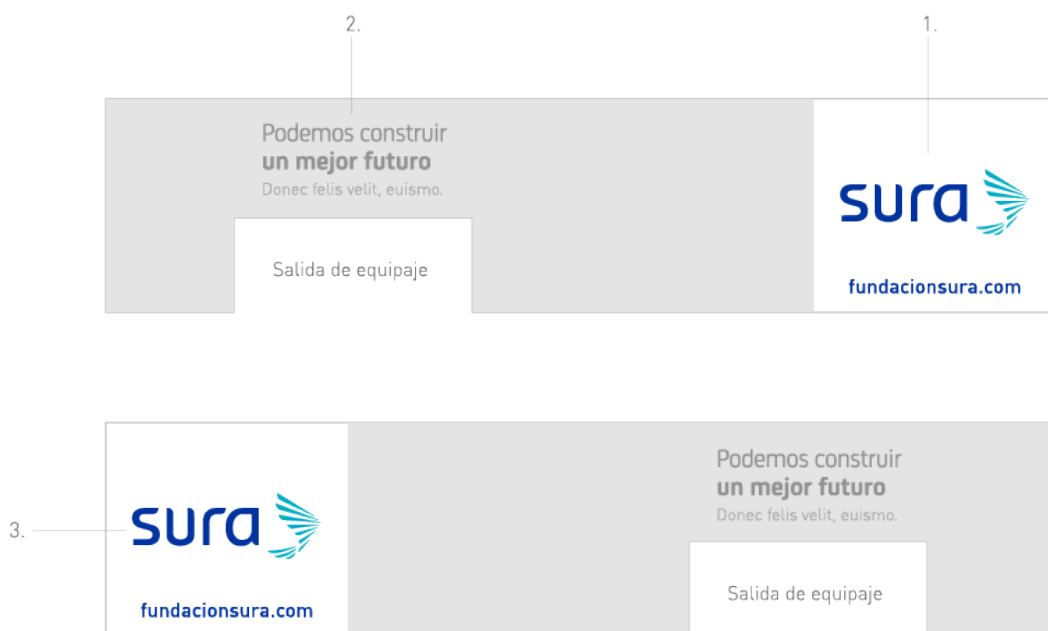 2.
1.
Podemos construir
un mejor futuro
Donec felis velit, euismo.
Salida de equipaje
sura
fundacionsura.com
3.
sura
fundacionsura.com
Podemos construir
un mejor futuro
Donec felis velit, euismo.
Salida de equipaje